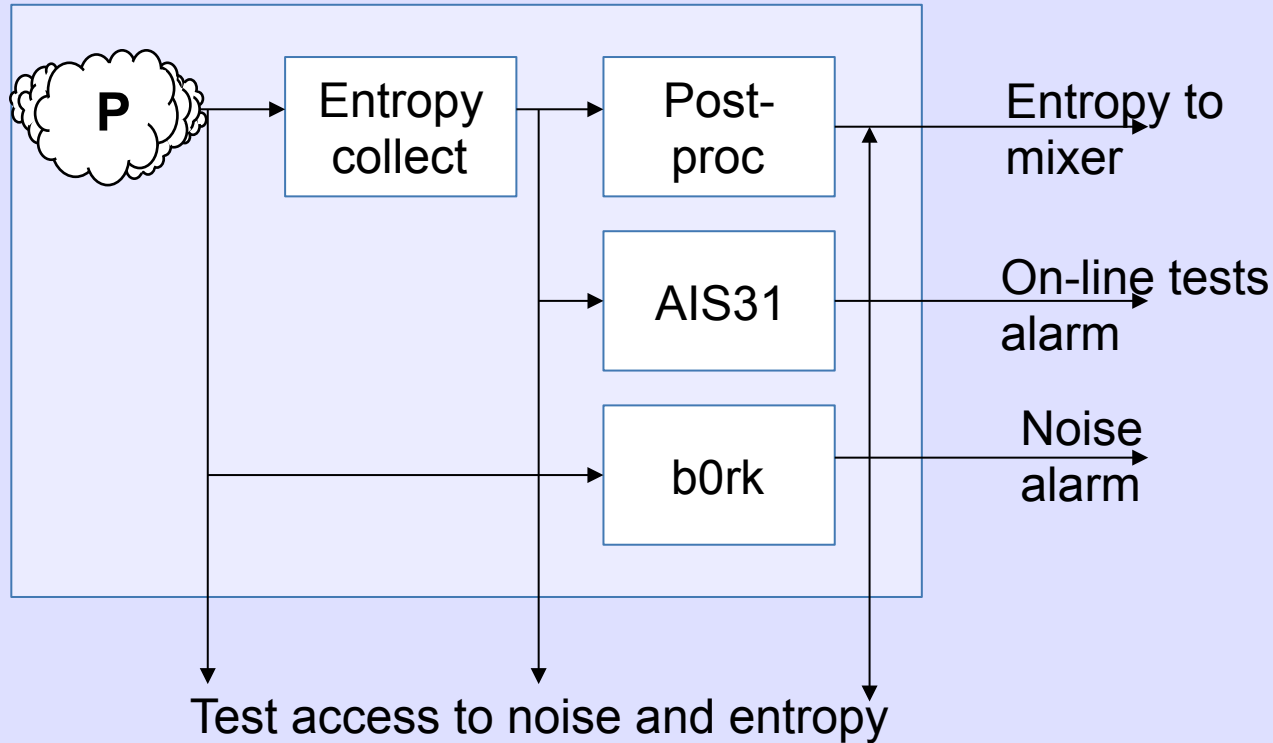 P
Entropy
collect
Post-
proc
Entropy to
mixer
AIS31
On-line tests
alarm
b0rk
Noise
alarm
Test access to noise and entropy